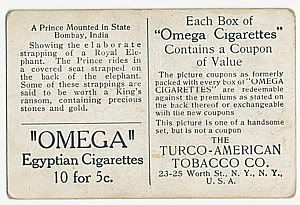 A Prince Mounted in State
Bombay, India
Showing the elaborate
strapping of a Royal Ele-
phant. The Prince rides in
a covered seat strapped on
the back of the elephant.
Some of these strappings are
said to be worth a King's
ransom, containing precious
stones and gold.
"OMEGA"
Egyptian Cigarettes
10 for 5c.
Each Box of
"Omega Cigarettes"
Contains a Coupon
of Value
The picture coupons as formerly
packed with every box of "OMEGA
CIGARETTES" are redeemable
against the premiums as stated on
the back thereof or exchangeable
with the new coupons
This picture is one of a handsome
set, but is not a coupon
THE
TURCO-AMERICAN
TOBACCO CO.
23-25 Worth St., N. Y., N. Y.,
U. S. A.